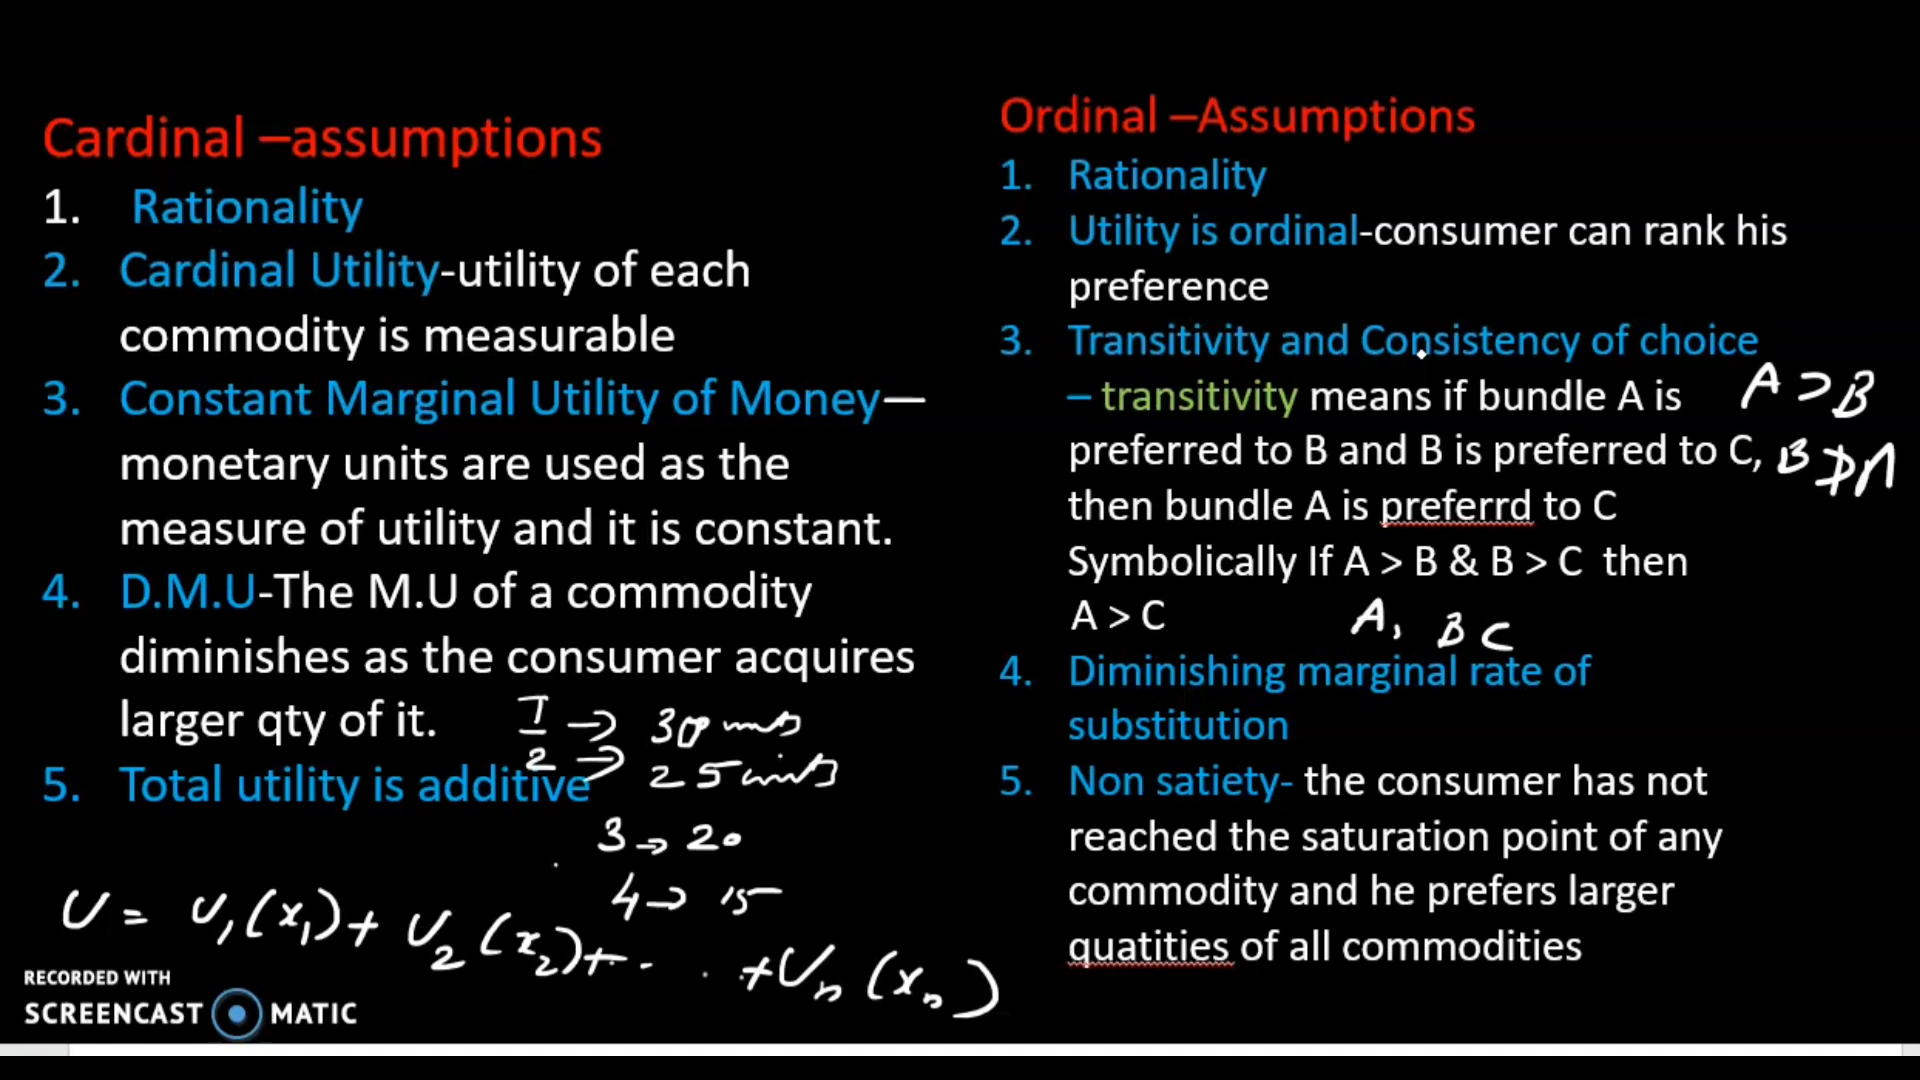 Cardinal –assumptions
1. Rationality
2. Cardinal Utility-utility of each
commodity is measurable
3. Constant Marginal Utility of Money—
monetary units are used as the
measure of utility and it is constant.
4. D.M.U-The M.U of a commodity
diminishes as the consumer acquires
larger qty of it.
1 → 30 units
2 → 25 units
5. Total utility is additive
3 → 20
4 → 15
U = U₁(x₁) + U₂(x₂) + - . . + Uₙ(xₙ)
RECORDED WITH
SCREENCAST MATIC
Ordinal –Assumptions
1. Rationality
2. Utility is ordinal-consumer can rank his
preference
3. Transitivity and Consistency of choice
– transitivity means if bundle A is
A > B
preferred to B and B is preferred to C,
B ≯ A
then bundle A is preferrd to C
Symbolically If A > B & B > C then
A > C
A, B C
4. Diminishing marginal rate of
substitution
5. Non satiety- the consumer has not
reached the saturation point of any
commodity and he prefers larger
quatities of all commodities